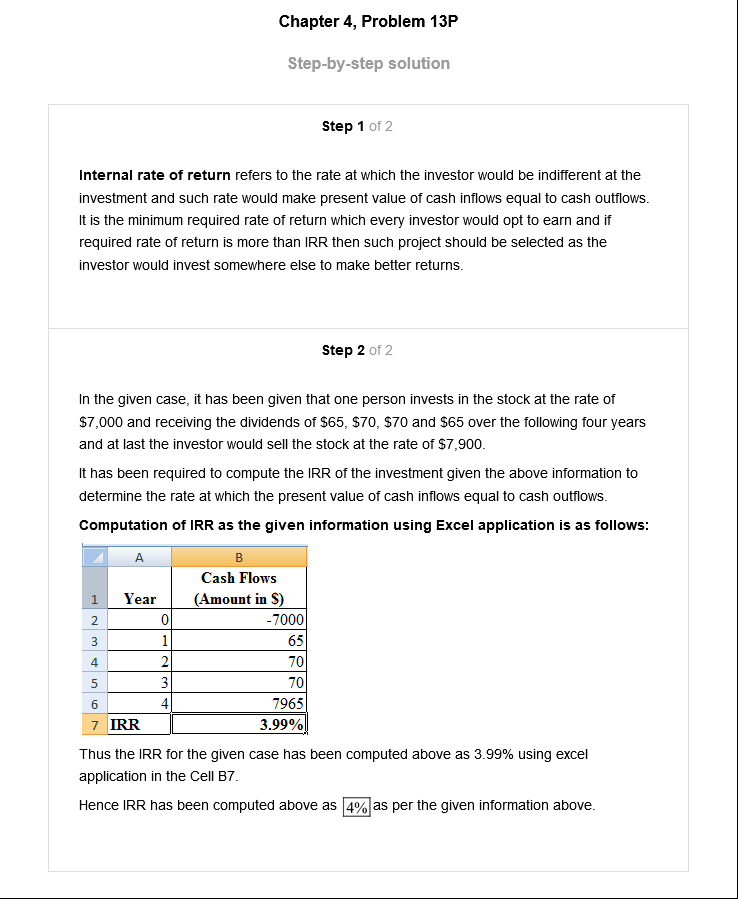 Chapter 4, Problem 13P
Step-by-step solution
Step 1 of 2
Internal rate of return refers to the rate at which the investor would be indifferent at the
investment and such rate would make present value of cash inflows equal to cash outflows.
It is the minimum required rate of return which every investor would opt to earn and if
required rate of return is more than IRR then such project should be selected as the
investor would invest somewhere else to make better returns.
Step 2 of 2
In the given case, it has been given that one person invests in the stock at the rate of
$7,000 and receiving the dividends of $65, $70, $70 and $65 over the following four years
and at last the investor would sell the stock at the rate of $7,900.
It has been required to compute the IRR of the investment given the above information to
determine the rate at which the present value of cash inflows equal to cash outflows.
Computation of IRR as the given information using Excel application is as follows:
A B
Cash Flows
1 Year (Amount in $)
2 0 -7000
3 1 65
4 2 70
5 3 70
6 4 7965
7 IRR 3.99%
Thus the IRR for the given case has been computed above as 3.99% using excel
application in the Cell B7.
Hence IRR has been computed above as 4% as per the given information above.